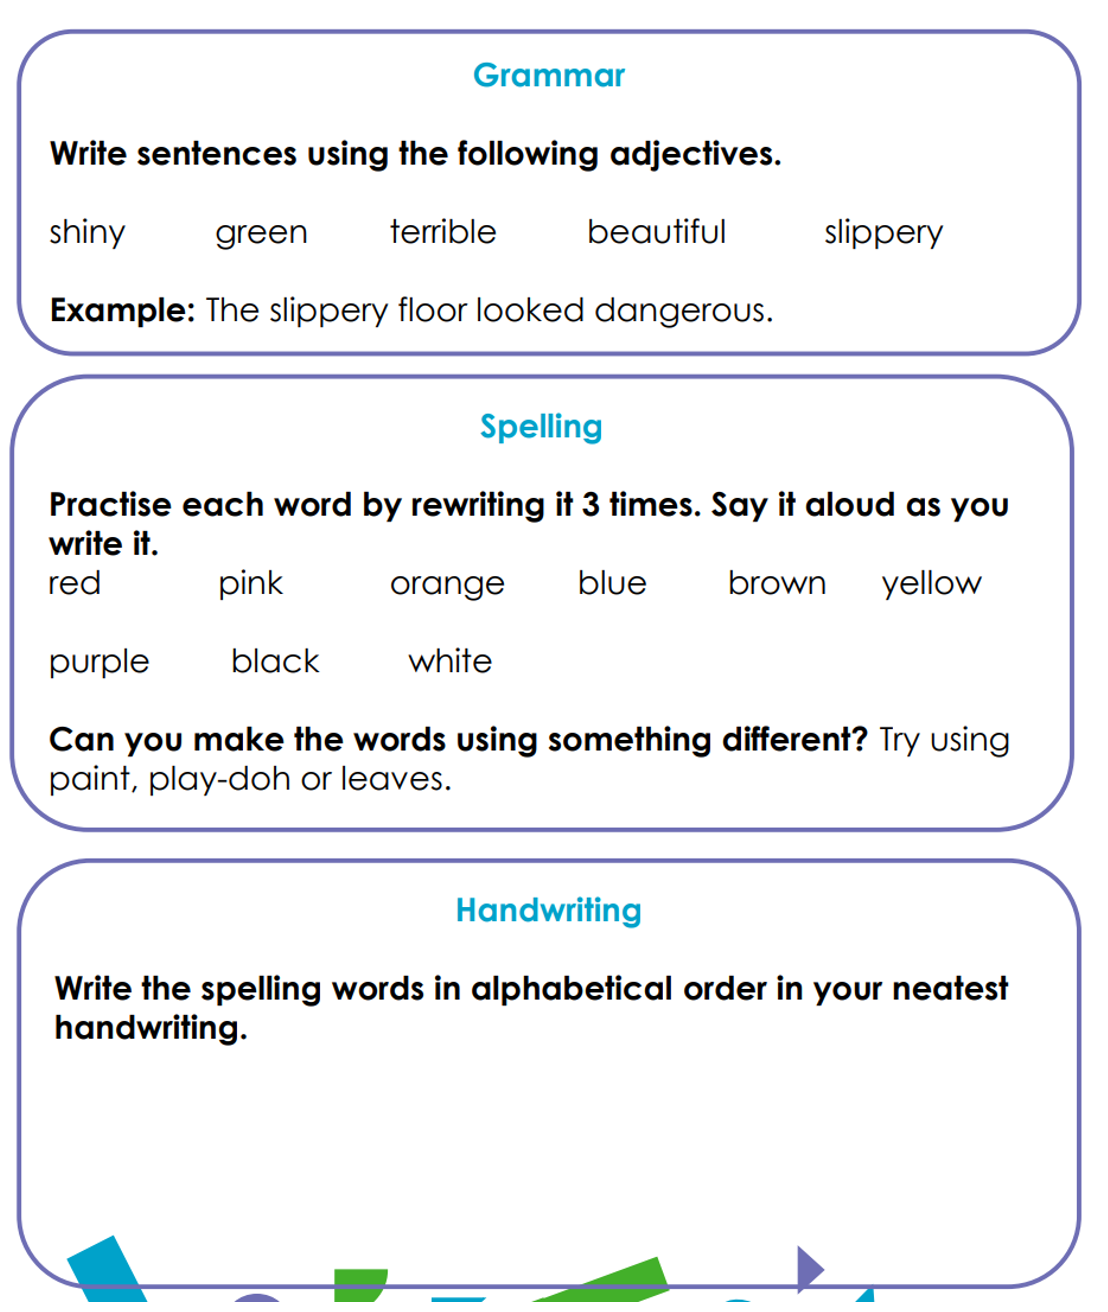 Grammar
Write sentences using the following adjectives.
shiny green terrible beautiful slippery
Example: The slippery floor looked dangerous.
Spelling
Practise each word by rewriting it 3 times. Say it aloud as you
write it.
red pink orange blue brown yellow
purple black white
Can you make the words using something different? Try using
paint, play-doh or leaves.
Handwriting
Write the spelling words in alphabetical order in your neatest
handwriting.